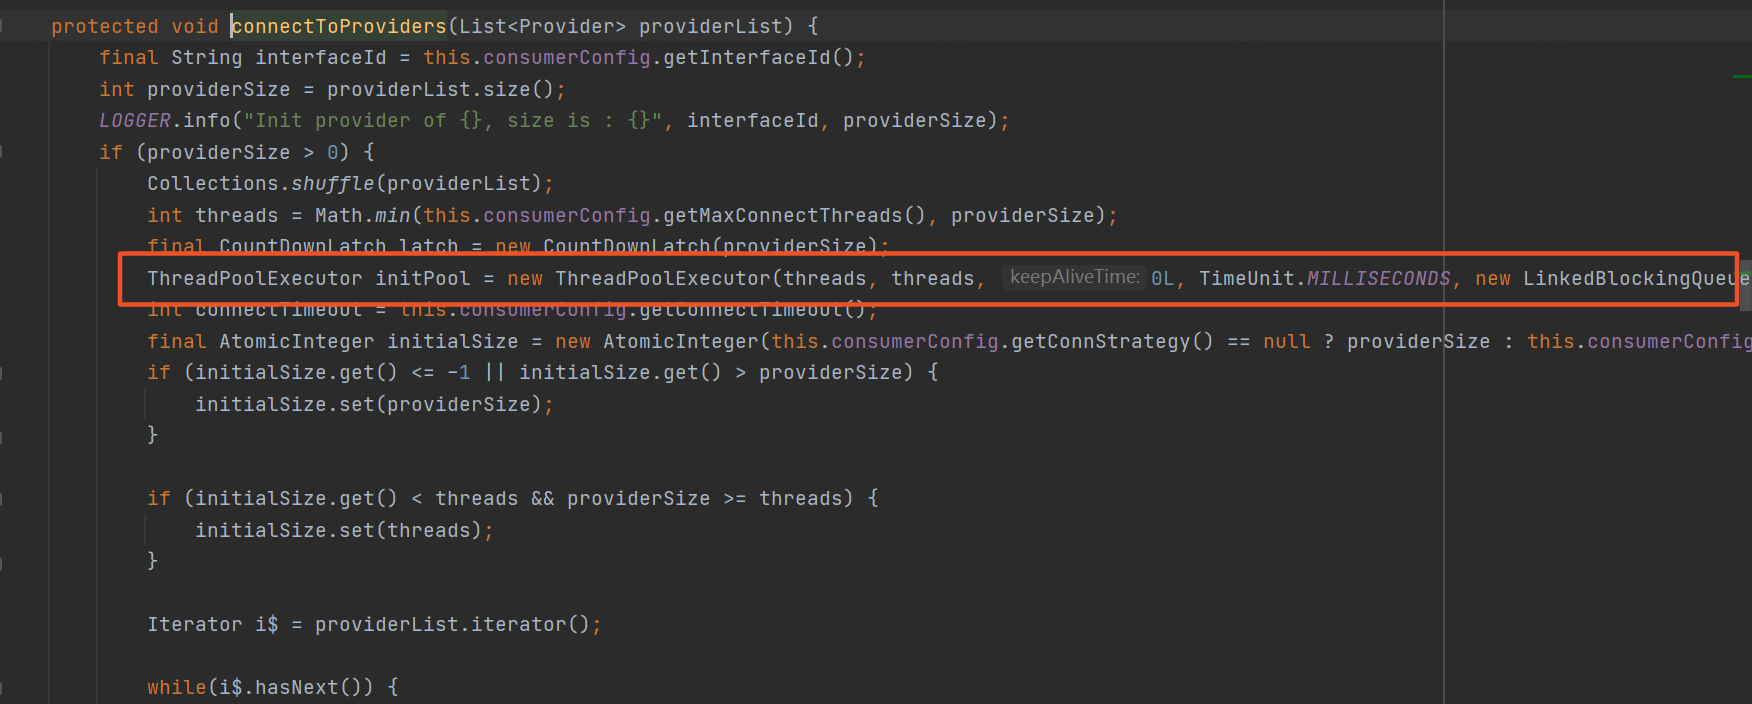 protected void connectToProviders(List<Provider> providerList) {
final String interfaceId = this.consumerConfig.getInterfaceId();
int providerSize = providerList.size();
LOGGER.info("Init provider of {}, size is : {}", interfaceId, providerSize);
if (providerSize > 0) {
Collections.shuffle(providerList);
int threads = Math.min(this.consumerConfig.getMaxConnectThreads(), providerSize);
final CountDownLatch latch = new CountDownLatch(providerSize);
ThreadPoolExecutor initPool = new ThreadPoolExecutor(threads, threads, keepAliveTime: 0L, TimeUnit.MILLISECONDS, new LinkedBlockingQueue
int connectTimeout = this.consumerConfig.getConnectTimeout();
final AtomicInteger initialSize = new AtomicInteger(this.consumerConfig.getConnStrategy() == null ? providerSize : this.consumerConfig
if (initialSize.get() <= -1 || initialSize.get() > providerSize) {
initialSize.set(providerSize);
}
if (initialSize.get() < threads && providerSize >= threads) {
initialSize.set(threads);
}
Iterator i$ = providerList.iterator();
while(i$.hasNext()) {